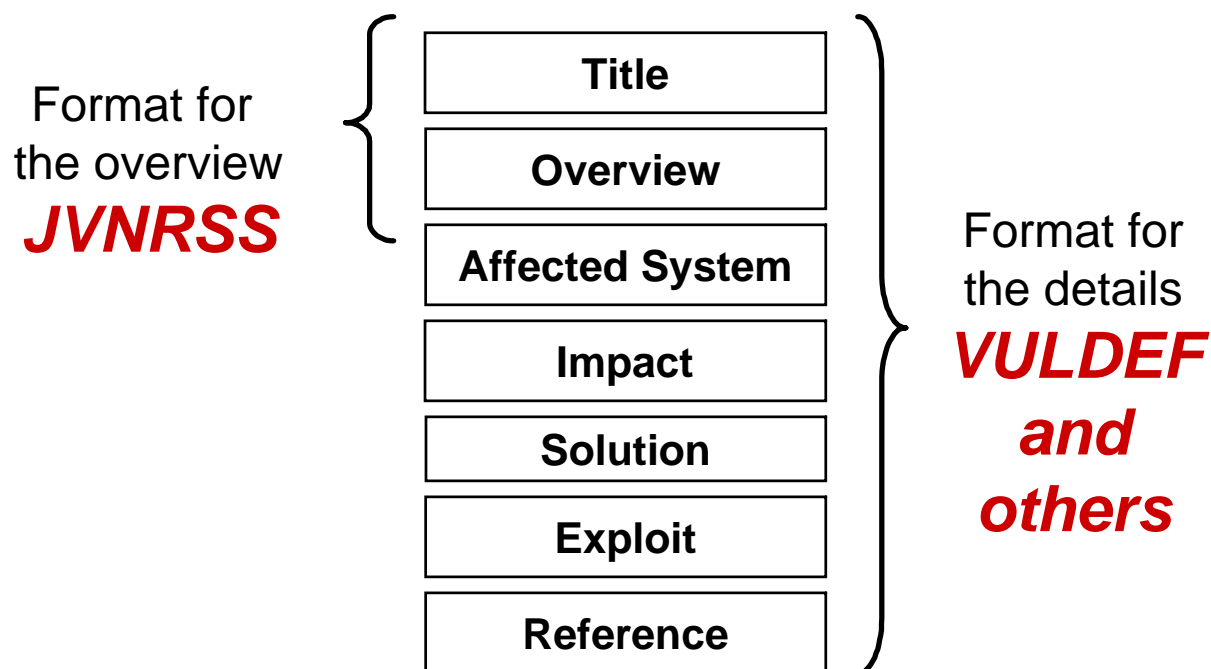 Format for
the overview
JVNRSS
Title
Overview
Affected System
Impact
Solution
Exploit
Reference
Format for
the details
VULDEF
and
others